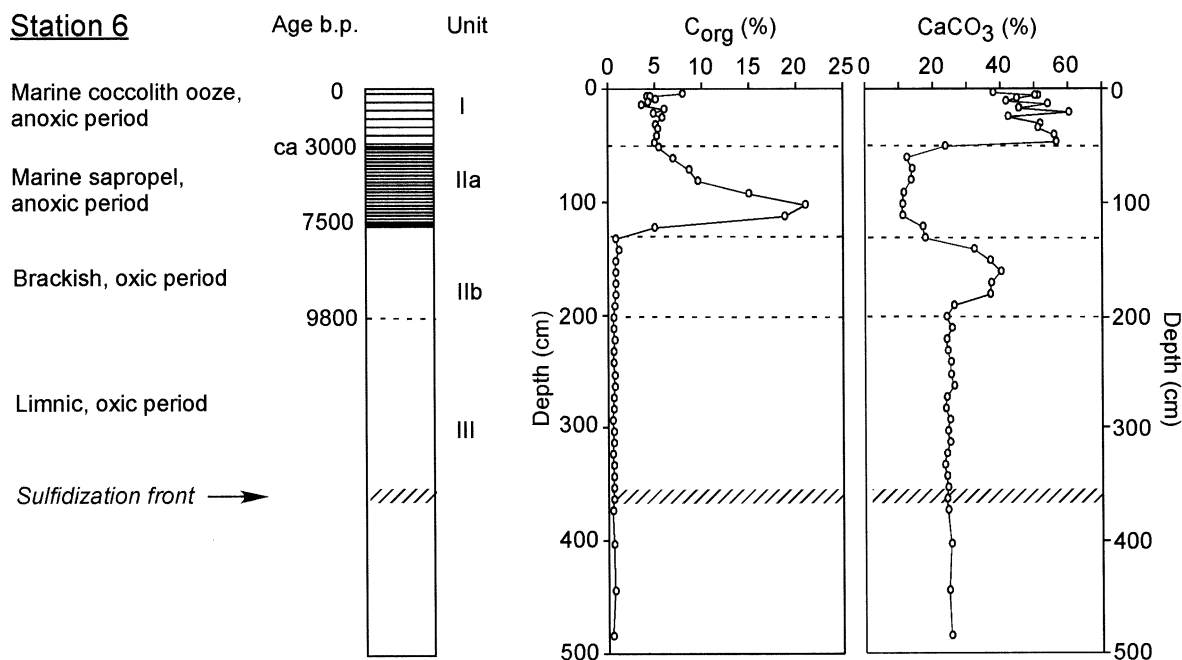 Station 6
Age b.p.
Unit
Corg (%)
CaCO3 (%)
0 5 10 15 20 25
0 20 40 60
Marine coccolith ooze,
anoxic period
0
I
ca 3000
Marine sapropel,
anoxic period
IIa
7500
Brackish, oxic period
IIb
9800
Limnic, oxic period
III
Sulfidization front
Depth (cm)
0
100
200
300
400
500
Depth (cm)
0
100
200
300
400
500